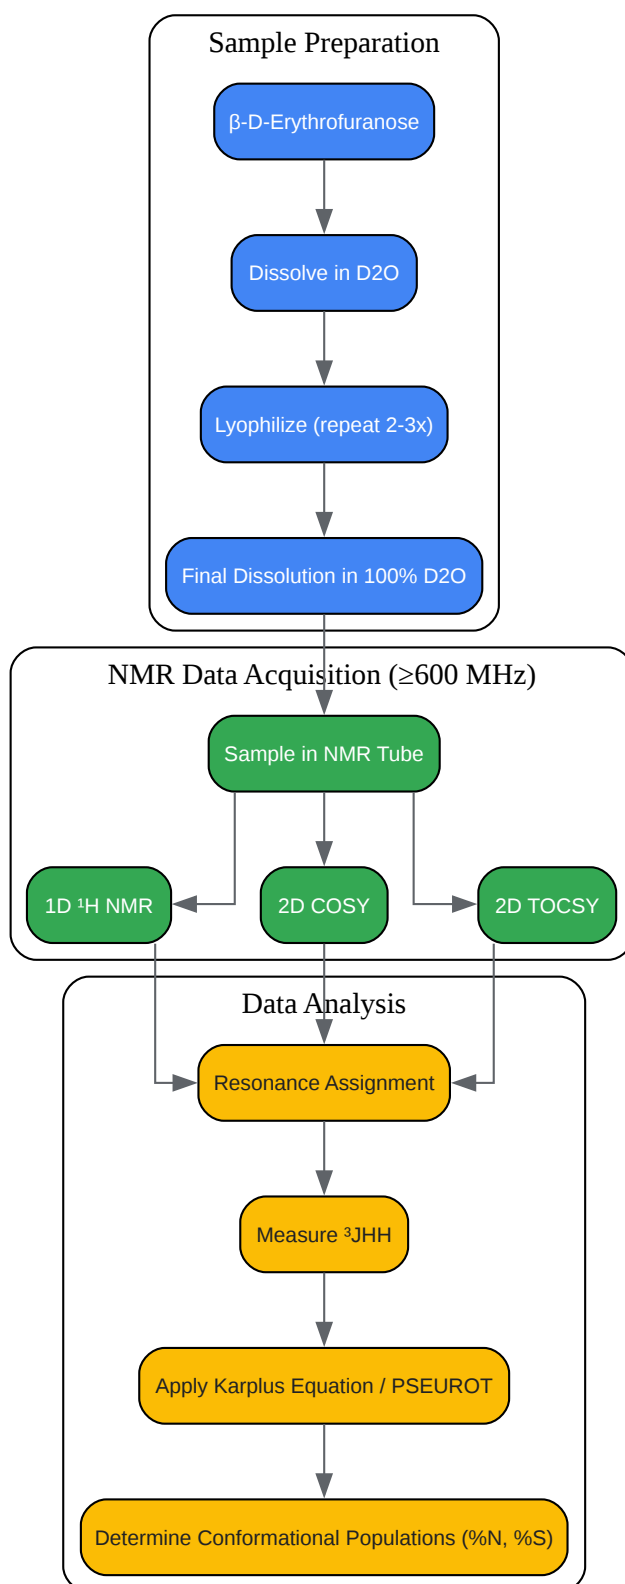 Sample Preparation
β-D-Erythrofuranose
Dissolve in D2O
Lyophilize (repeat 2-3x)
Final Dissolution in 100% D2O
NMR Data Acquisition (≥600 MHz)
Sample in NMR Tube
1D ¹H NMR
2D COSY
2D TOCSY
Data Analysis
Resonance Assignment
Measure ³JHH
Apply Karplus Equation / PSEUROT
Determine Conformational Populations (%N, %S)